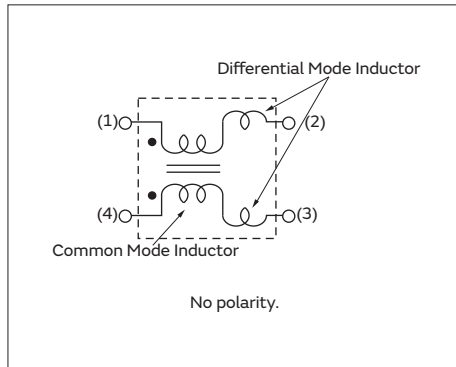 Differential Mode Inductor
(1)
(2)
(4)
(3)
Common Mode Inductor
No polarity.